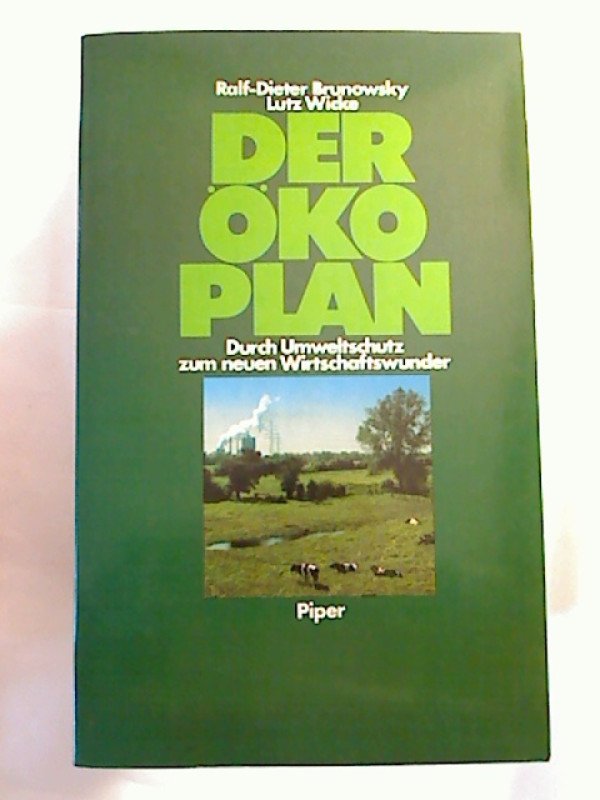 Ralf-Dieter Brunowsky
Lutz Wicke
DER
ÖKO
PLAN
Durch Umweltschutz
zum neuen Wirtschaftswunder
Piper